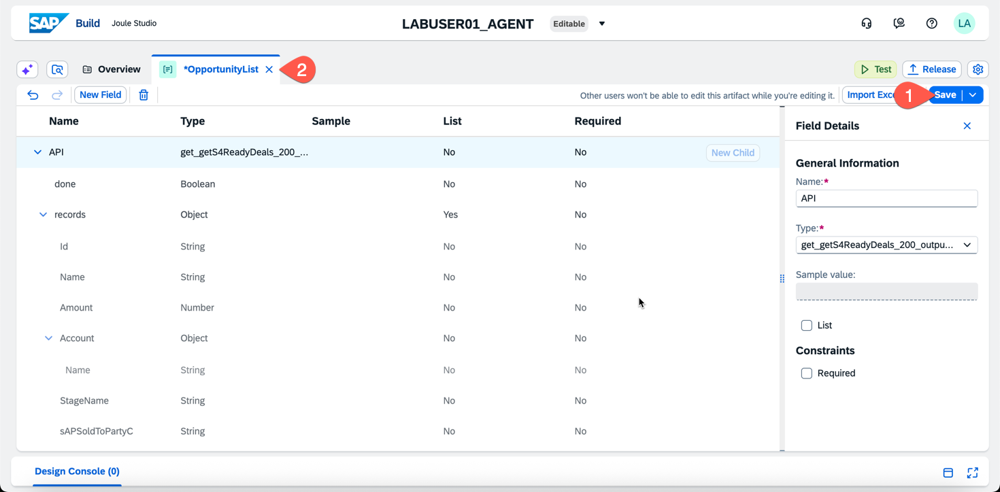 SAP Build Joule Studio LABUSER01_AGENT Editable LA
Overview *OpportunityList 2 Test Release
New Field Other users won't be able to edit this artifact while you're editing it. Import Exc 1 Save
Name Type Sample List Required
API get_getS4ReadyDeals_200_... No No New Child
done Boolean No No
records Object Yes No
Id String No No
Name String No No
Amount Number No No
Account Object No No
Name String No No
StageName String No No
sAPSoldToPartyC String No No
Field Details
General Information
Name:*
API
Type:*
get_getS4ReadyDeals_200_outpu...
Sample value:
List
Constraints
Required
Design Console (0)